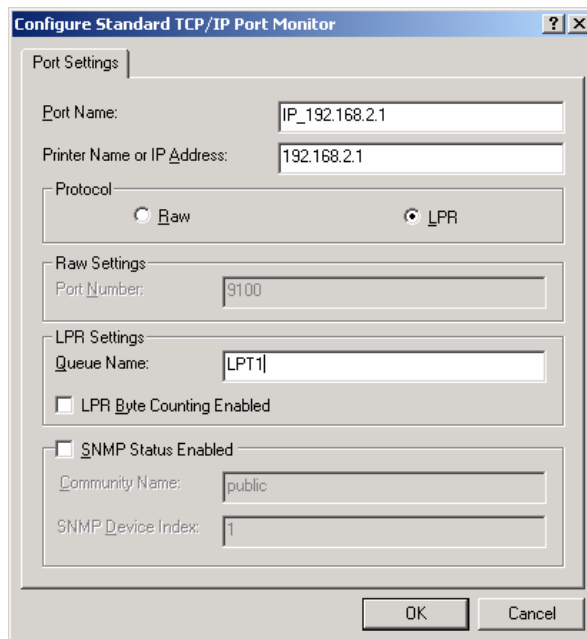 Configure Standard TCP/IP Port Monitor
Port Settings
Port Name: IP_192.168.2.1
Printer Name or IP Address: 192.168.2.1
Protocol
Raw LPR
Raw Settings
Port Number: 9100
LPR Settings
Queue Name: LPT1
LPR Byte Counting Enabled
SNMP Status Enabled
Community Name: public
SNMP Device Index: 1
OK Cancel